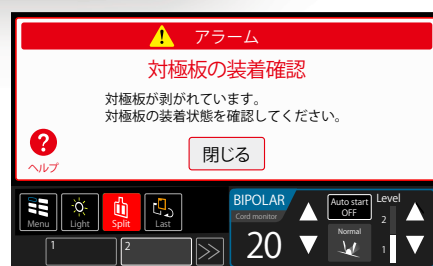 アラーム
対極板の装着確認
対極板が剥がれています。
対極板の装着状態を確認してください。
?
ヘルプ
閉じる
Menu
Light
Split
Last
1
2
BIPOLAR
Cord monitor
20
Auto start
OFF
Normal
Level
2
1